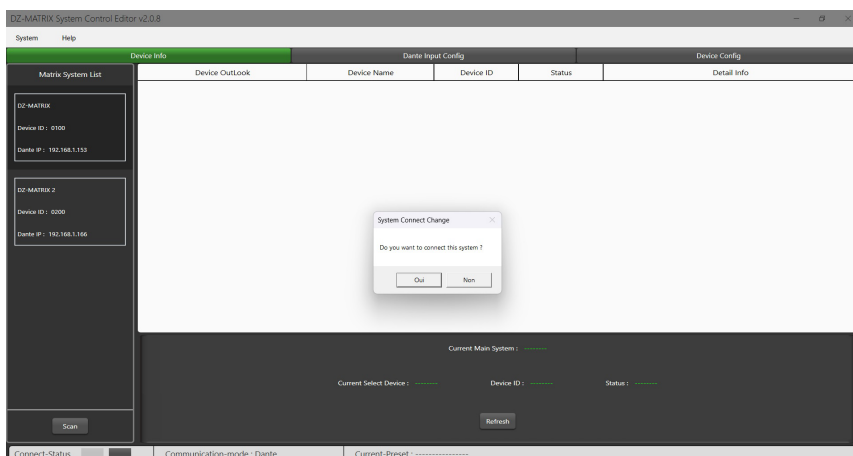 DZ-MATRIX System Control Editor v2.0.8
System Help
Device Info Dante Input Config Device Config
Matrix System List
Device OutLook Device Name Device ID Status Detail Info
DZ-MATRIX
Device ID : 0100
Dante IP : 192.168.1.153
DZ-MATRIX 2
Device ID : 0200
Dante IP : 192.168.1.166
System Connect Change
Do you want to connect this system ?
Oui Non
Current Main System : --------
Current Select Device : -------- Device ID : -------- Status : --------
Scan
Refresh
Connect-Status Communication-mode : Dante Current-Preset : ----------------